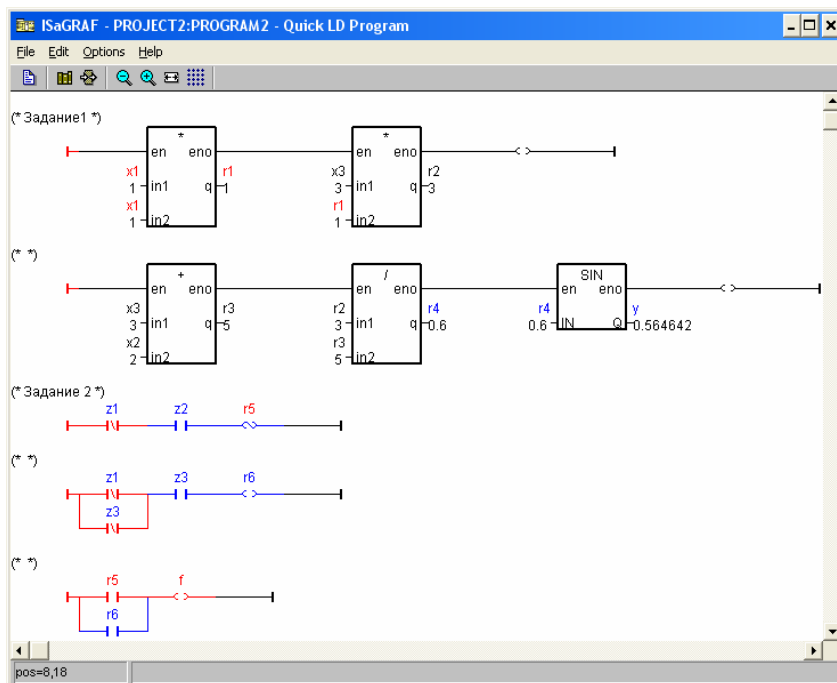 ISaGRAF - PROJECT2:PROGRAM2 - Quick LD Program
File Edit Options Help
(* Задание1 *)
* *
en eno en eno
x1 r1 x3 r2
1 in1 q 1 3 in1 q 3
x1 r1
1 in2 1 in2
(* *)
+ / SIN
en eno en eno en eno
x3 r3 r2 r4 r4 y
3 in1 q 5 3 in1 q 0.6 0.6 IN Q 0.564642
x2 r3
2 in2 5 in2
(* Задание 2 *)
z1 z2 r5
(* *)
z1 z3 r6
z3
(* *)
r5 f
r6
pos=8,18